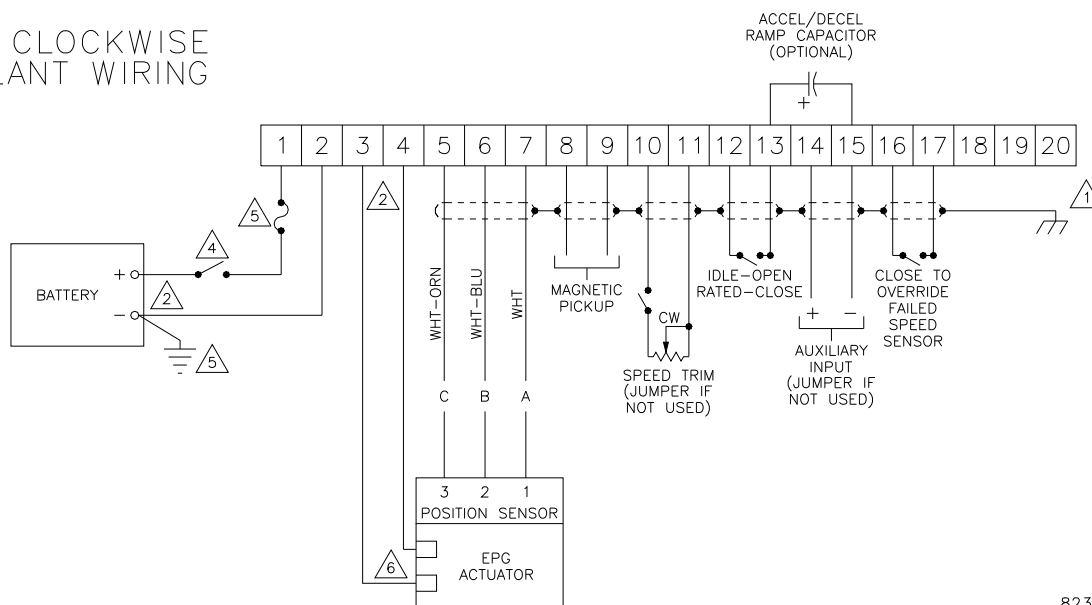 CLOCKWISE
LANT WIRING
ACCEL/DECEL
RAMP CAPACITOR
(OPTIONAL)
+
1 2 3 4 5 6 7 8 9 10 11 12 13 14 15 16 17 18 19 20
5
2
1
4
+
BATTERY
2
-
5
WHT-ORN
WHT-BLU
WHT
MAGNETIC
PICKUP
CW
SPEED TRIM
(JUMPER IF
NOT USED)
IDLE-OPEN
RATED-CLOSE
+ -
AUXILIARY
INPUT
(JUMPER IF
NOT USED)
CLOSE TO
OVERRIDE
FAILED
SPEED
SENSOR
C B A
3 2 1
POSITION SENSOR
6
EPG
ACTUATOR
823